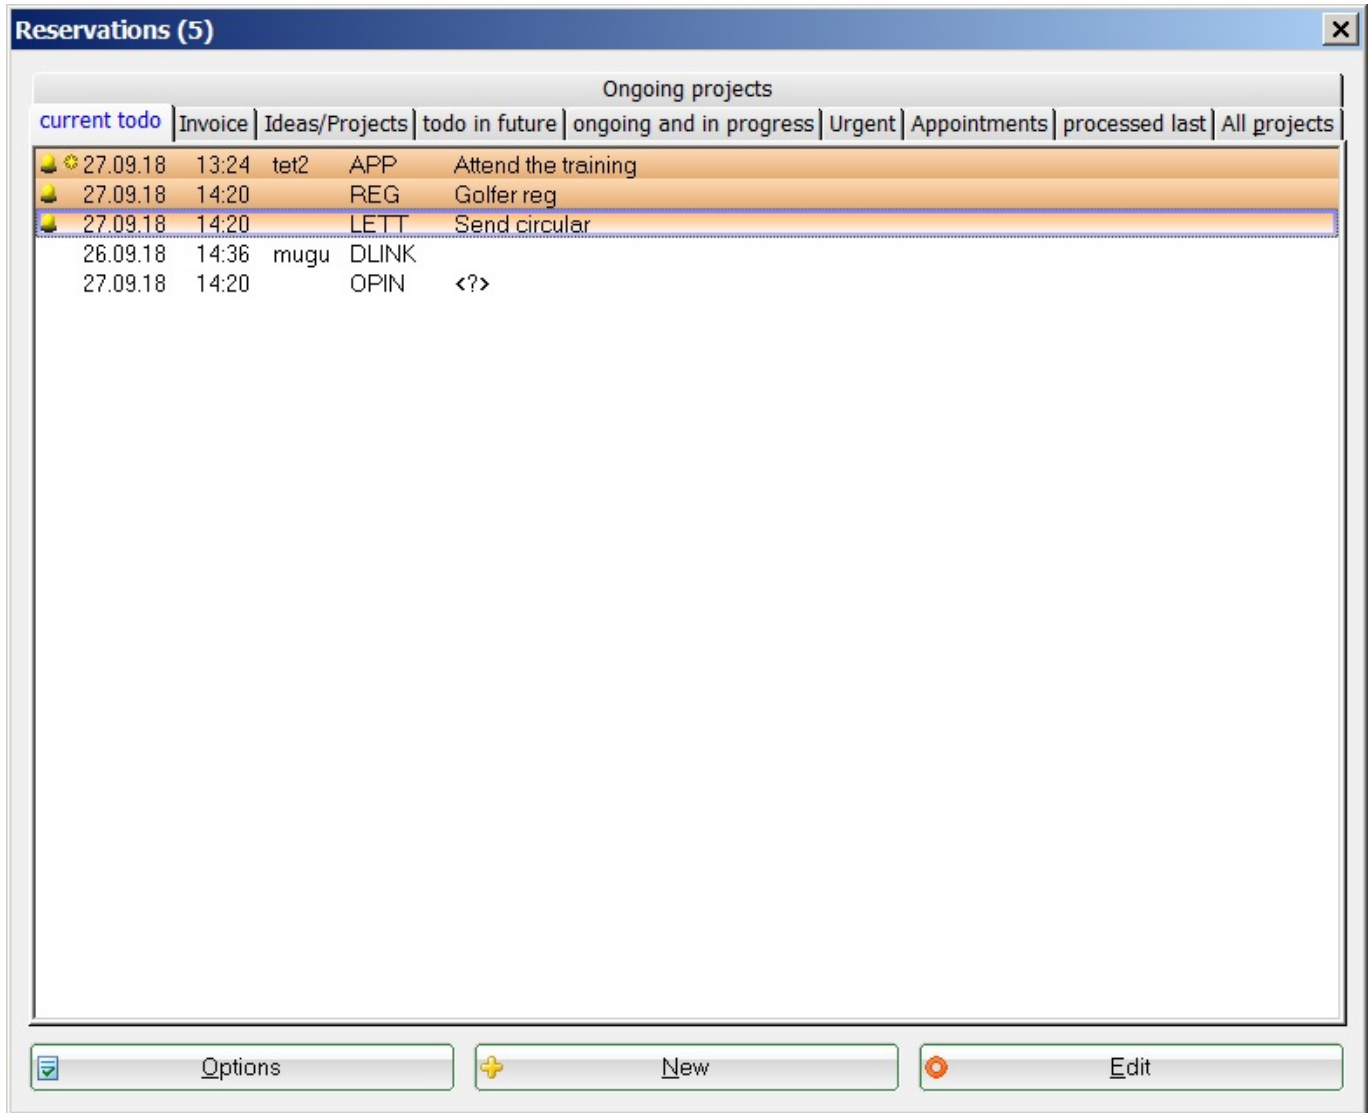 Reservations (5)
Ongoing projects
current todo Invoice Ideas/Projects todo in future ongoing and in progress Urgent Appointments processed last All projects
27.09.18 13:24 tet2 APP Attend the training
27.09.18 14:20 REG Golfer reg
27.09.18 14:20 LETT Send circular
26.09.18 14:36 mugu DLINK
27.09.18 14:20 OPIN <?>
Options New Edit